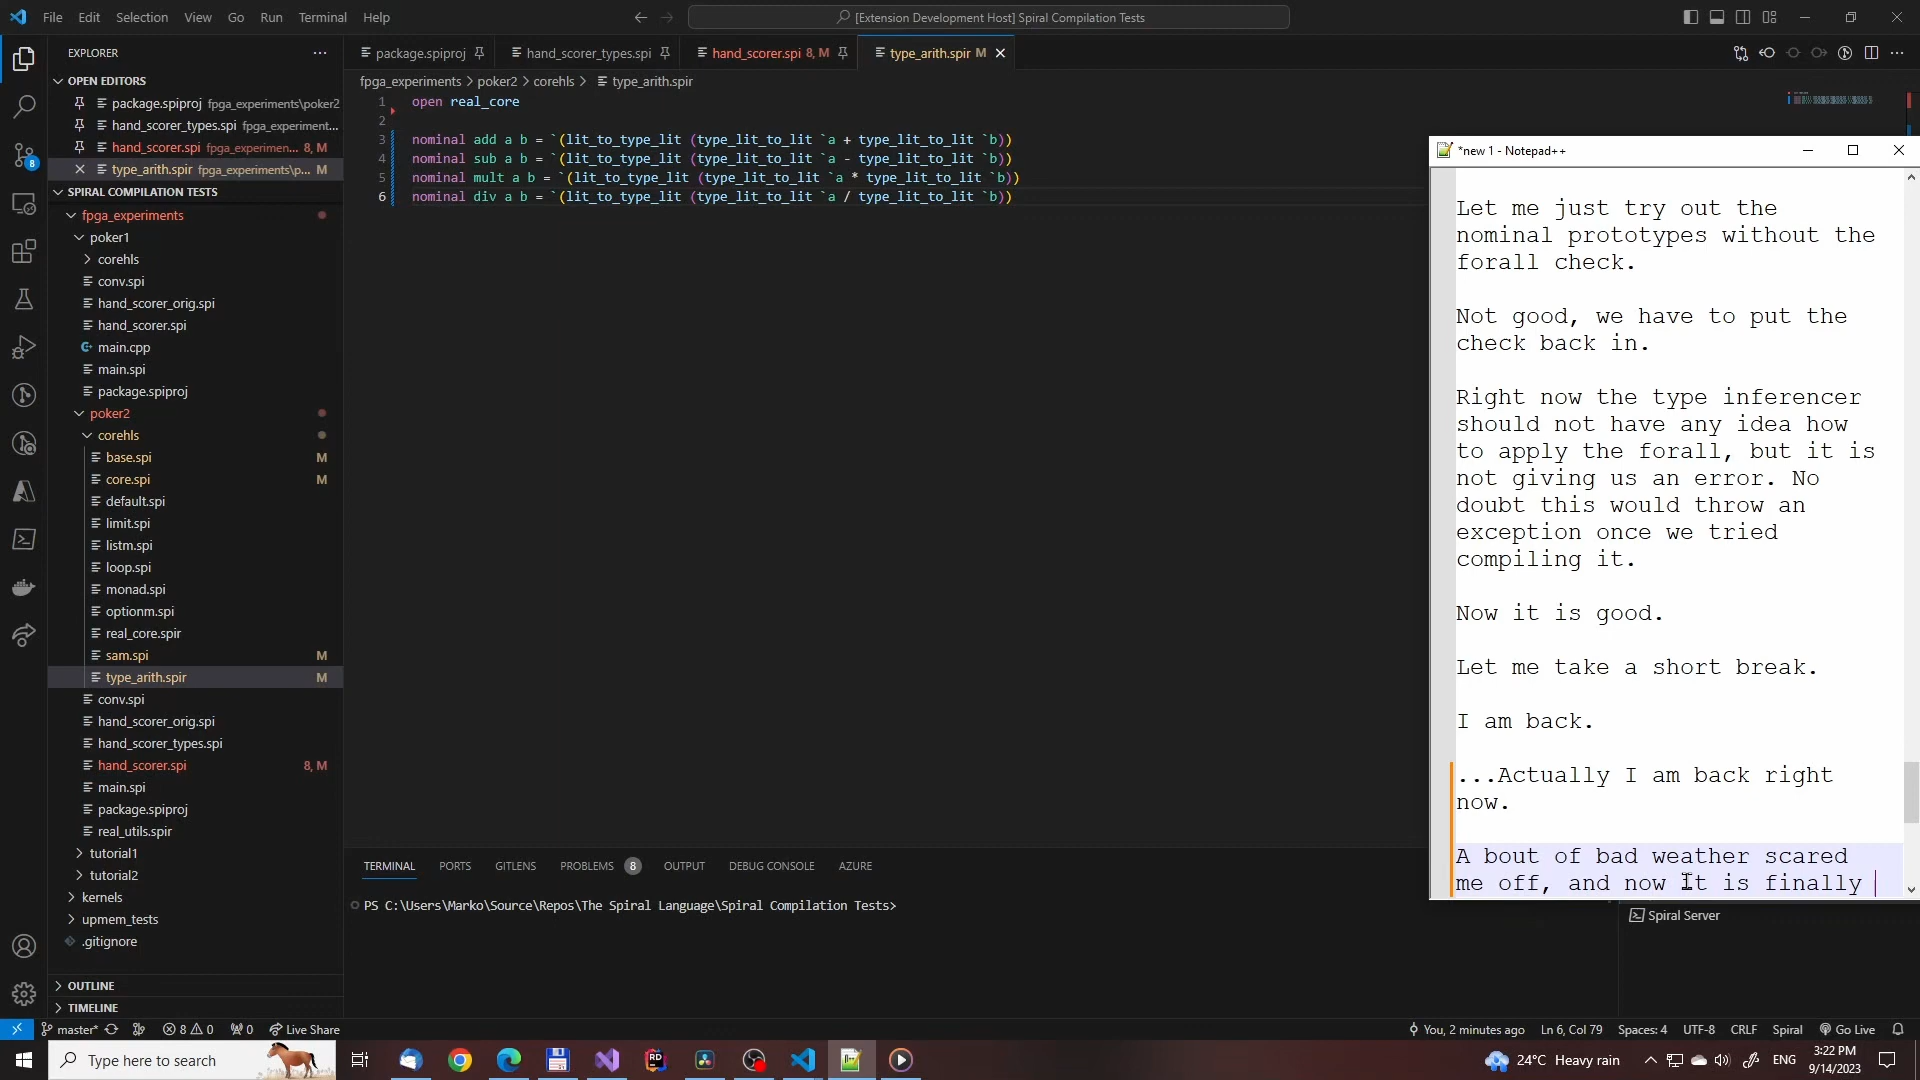 File Edit Selection View Go Run Terminal Help
[Extension Development Host] Spiral Compilation Tests
EXPLORER
OPEN EDITORS
package.spiproj fpga_experiments\poker2
hand_scorer_types.spi fpga_experiment...
hand_scorer.spi fpga_experimen... 8, M
type_arith.spir fpga_experiments\p... M
SPIRAL COMPILATION TESTS
fpga_experiments
poker1
corehls
conv.spi
hand_scorer_orig.spi
hand_scorer.spi
main.cpp
main.spi
package.spiproj
poker2
corehls
base.spi M
core.spi M
default.spi
limit.spi
listm.spi
loop.spi
monad.spi
optionm.spi
real_core.spir
sam.spi M
type_arith.spir M
conv.spi
hand_scorer_orig.spi
hand_scorer_types.spi
hand_scorer.spi 8, M
main.spi
package.spiproj
real_utils.spir
tutorial1
tutorial2
kernels
upmem_tests
.gitignore
OUTLINE
TIMELINE
8
package.spiproj hand_scorer_types.spi hand_scorer.spi 8, M type_arith.spir M
fpga_experiments > poker2 > corehls > type_arith.spir
1 open real_core
2
3 nominal add a b = `(lit_to_type_lit (type_lit_to_lit `a + type_lit_to_lit `b))
4 nominal sub a b = `(lit_to_type_lit (type_lit_to_lit `a - type_lit_to_lit `b))
5 nominal mult a b = `(lit_to_type_lit (type_lit_to_lit `a * type_lit_to_lit `b))
6 nominal div a b = `(lit_to_type_lit (type_lit_to_lit `a / type_lit_to_lit `b))
TERMINAL PORTS GITLENS PROBLEMS 8 OUTPUT DEBUG CONSOLE AZURE
PS C:\Users\Marko\Source\Repos\The Spiral Language\Spiral Compilation Tests>
Spiral Server
*new 1 - Notepad++
Let me just try out the
nominal prototypes without the
forall check.
Not good, we have to put the
check back in.
Right now the type inferencer
should not have any idea how
to apply the forall, but it is
not giving us an error. No
doubt this would throw an
exception once we tried
compiling it.
Now it is good.
Let me take a short break.
I am back.
...Actually I am back right
now.
A bout of bad weather scared
me off, and now it is finally
master* 8 0 0 Live Share
You, 2 minutes ago Ln 6, Col 79 Spaces: 4 UTF-8 CRLF Spiral Go Live
Type here to search
24°C Heavy rain ENG 3:22 PM
9/14/2023